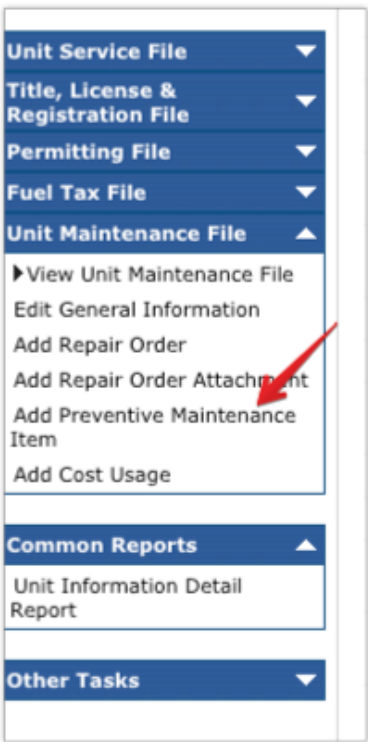 Unit Service File
Title, License &
Registration File
Permitting File
Fuel Tax File
Unit Maintenance File
View Unit Maintenance File
Edit General Information
Add Repair Order
Add Repair Order Attachment
Add Preventive Maintenance
Item
Add Cost Usage
Common Reports
Unit Information Detail
Report
Other Tasks